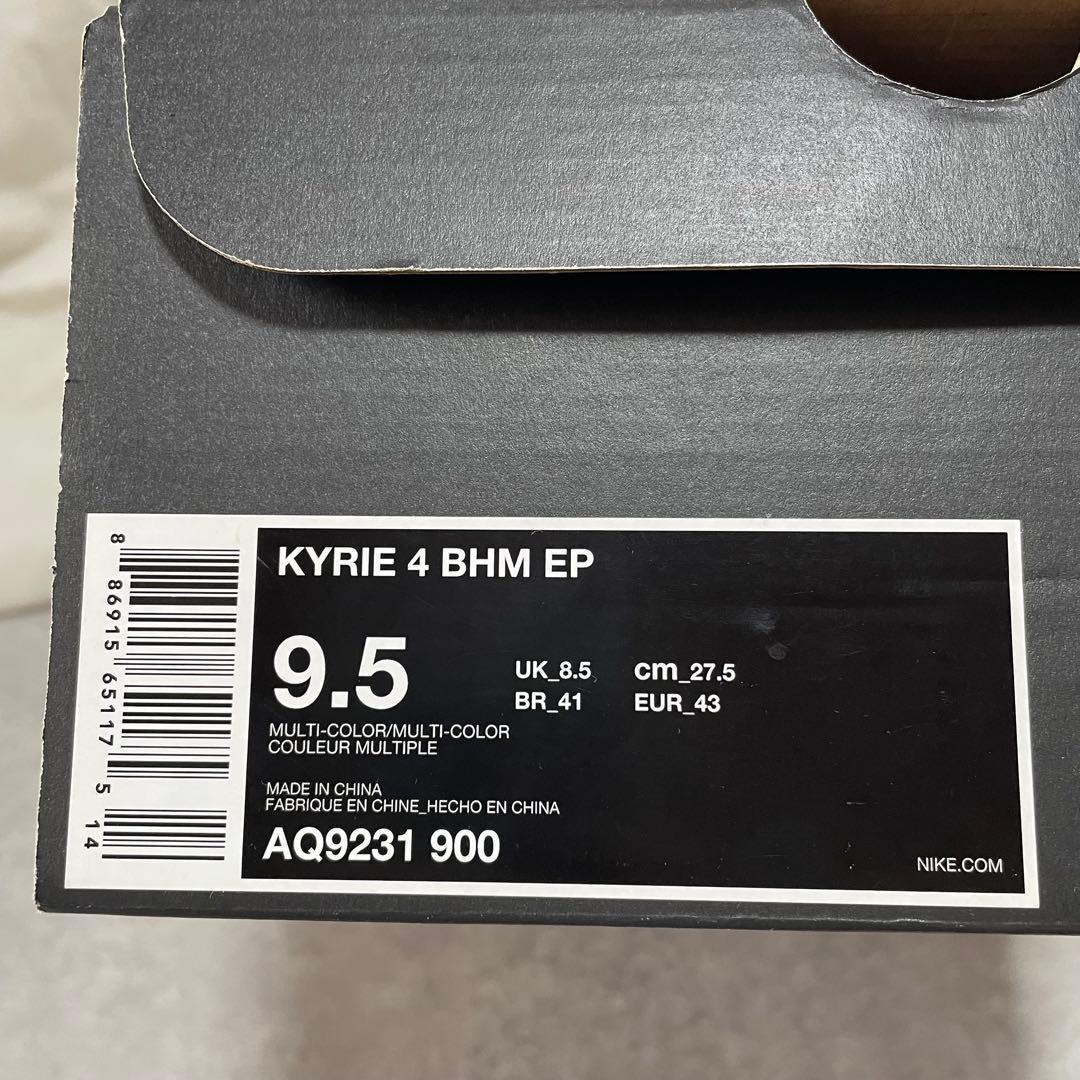 KYRIE 4 BHM EP
9.5
UK_8.5 cm_27.5
BR_41 EUR_43
MULTI-COLOR/MULTI-COLOR
COULEUR MULTIPLE
MADE IN CHINA
FABRIQUE EN CHINE_HECHO EN CHINA
AQ9231 900
NIKE.COM
8 86915 65117 5 14